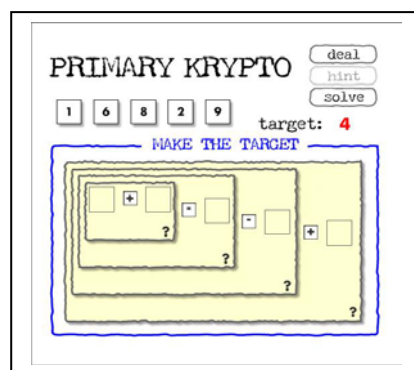 deal
PRIMARY KRYPTO
hint
solve
1 6 8 2 9
target: 4
MAKE THE TARGET
+ - - +
? ? ? ?